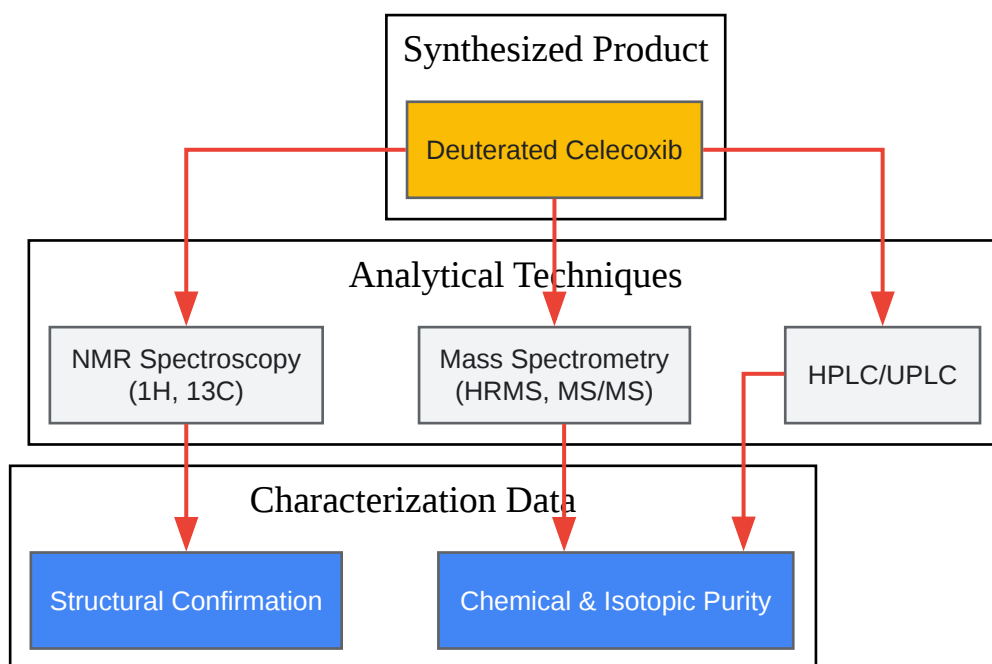 Synthesized Product
Deuterated Celecoxib
Analytical Techniques
NMR Spectroscopy
(1H, 13C)
Mass Spectrometry
(HRMS, MS/MS)
HPLC/UPLC
Characterization Data
Structural Confirmation
Chemical & Isotopic Purity